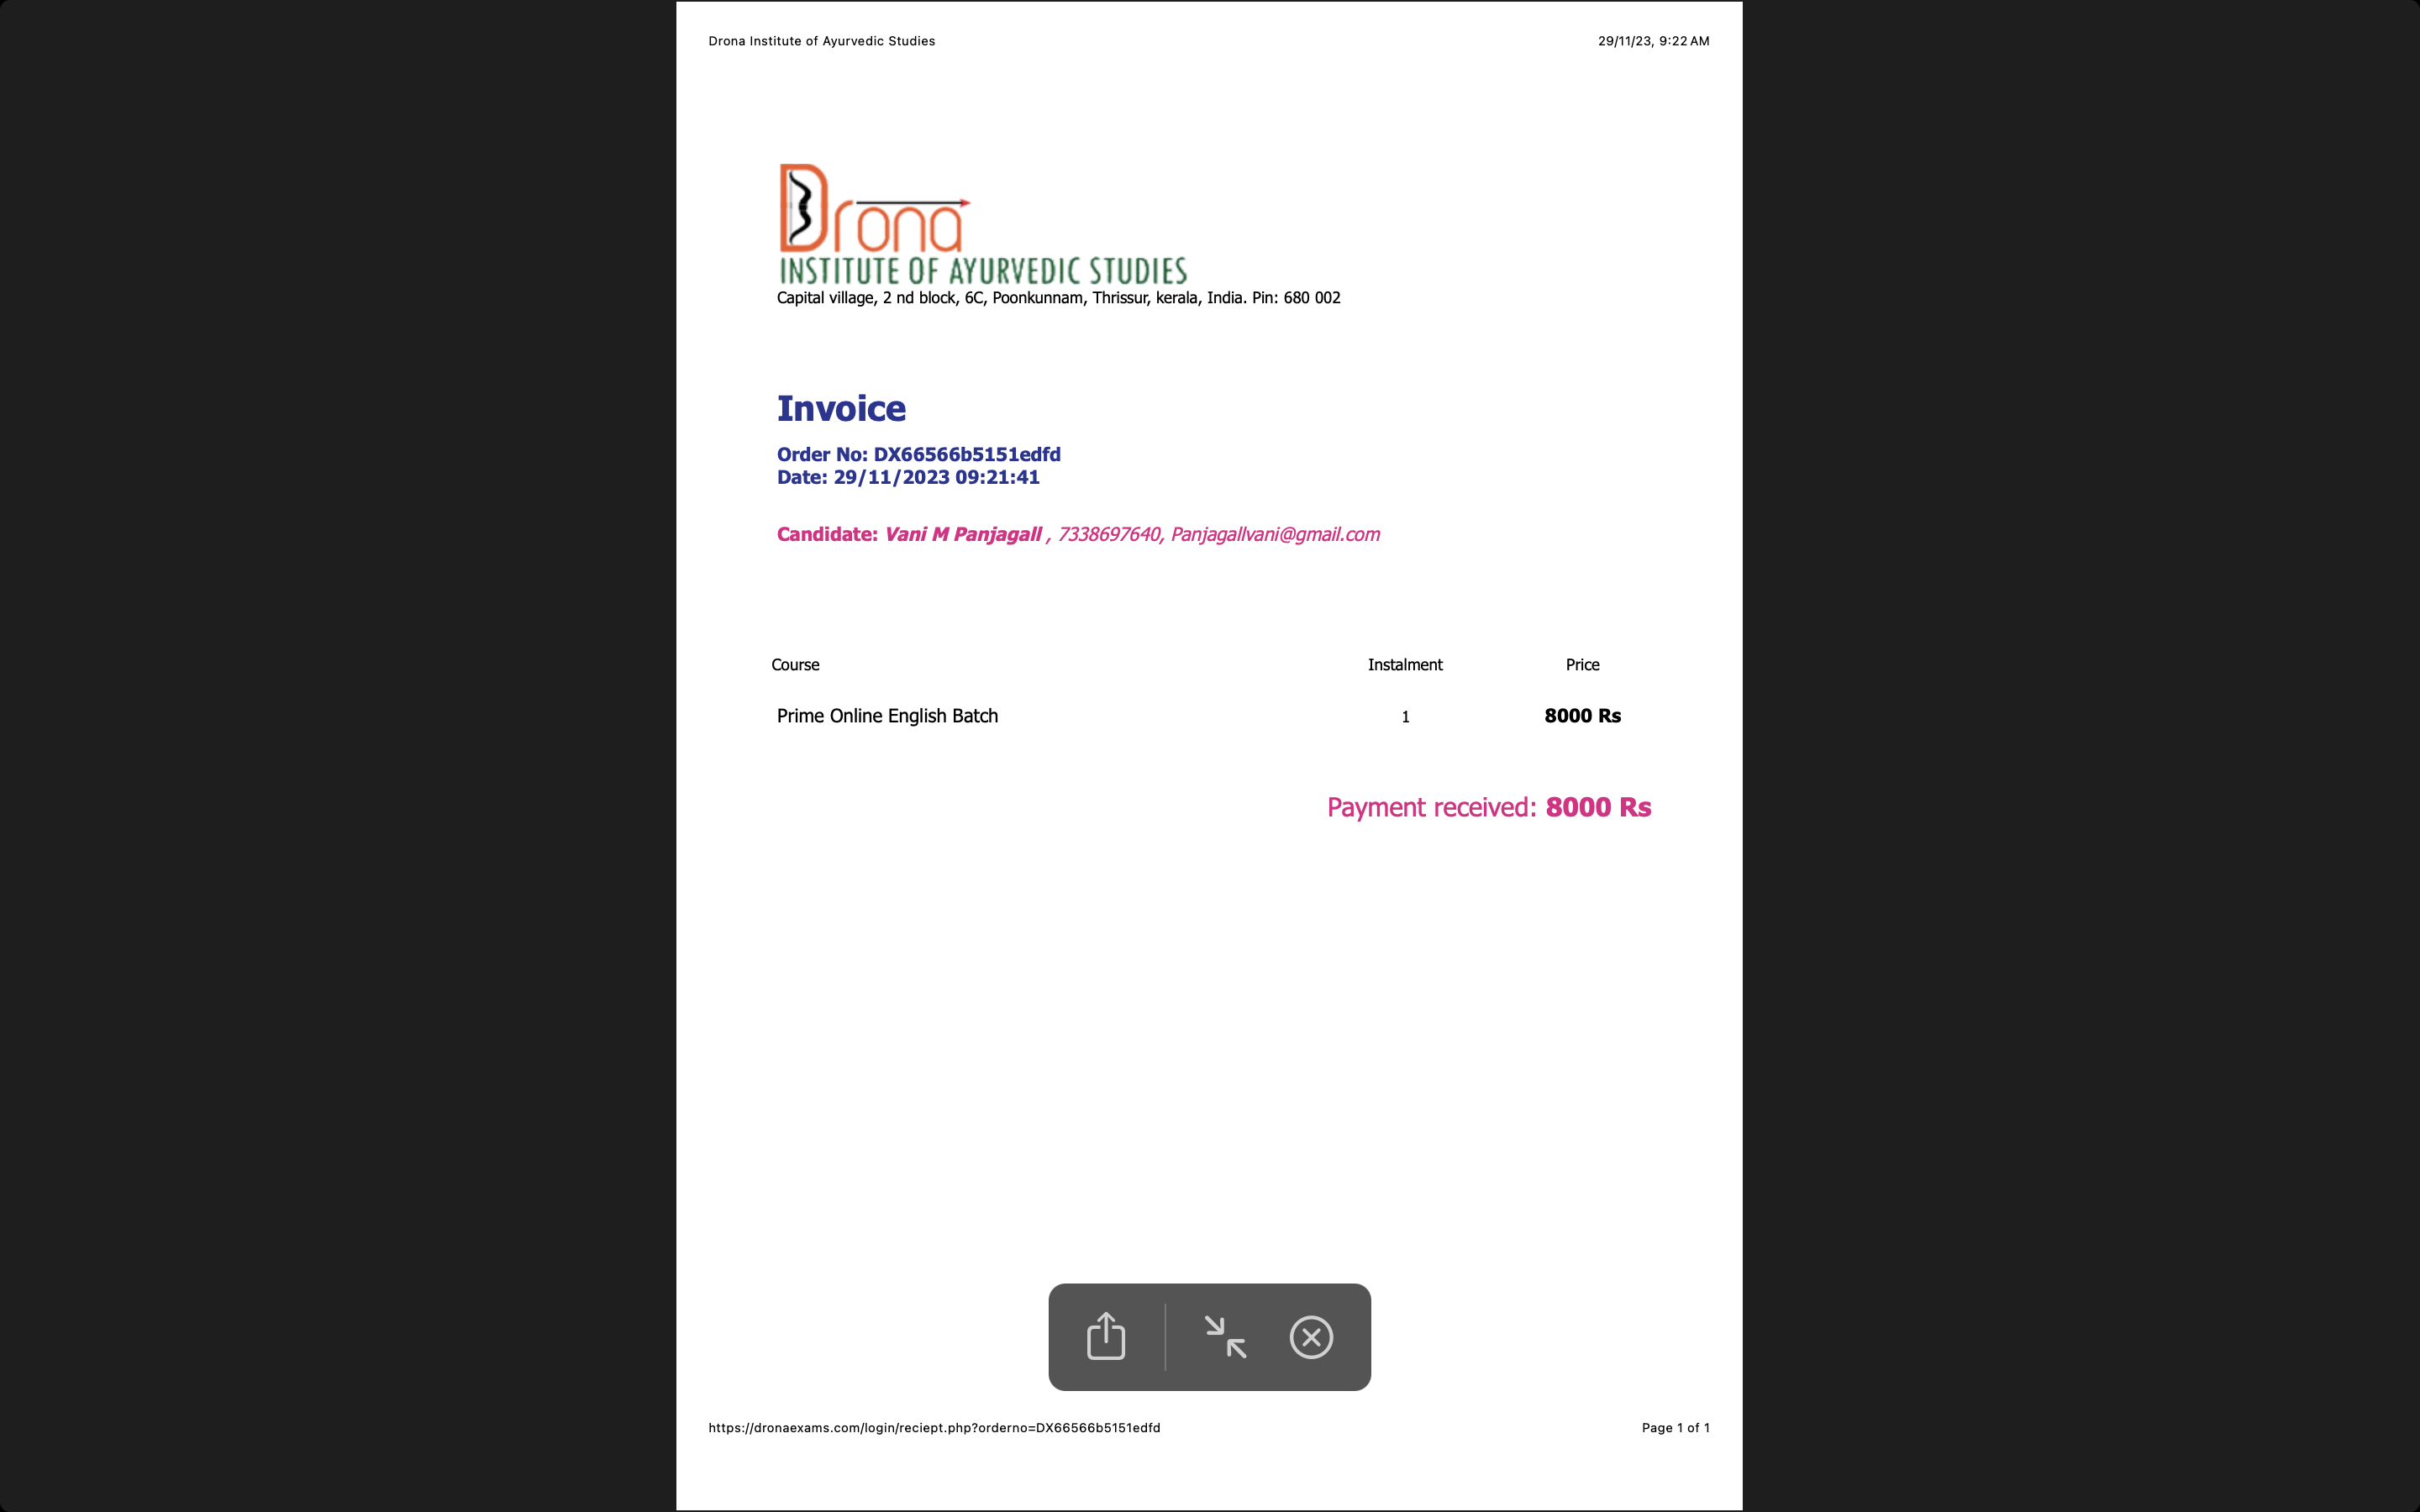 Drona Institute of Ayurvedic Studies 29/11/23, 9:22 AM
Drona
INSTITUTE OF AYURVEDIC STUDIES
Capital village, 2 nd block, 6C, Poonkunnam, Thrissur, kerala, India. Pin: 680 002
Invoice
Order No: DX66566b5151edfd
Date: 29/11/2023 09:21:41
Candidate: Vani M Panjagall , 7338697640, Panjagallvani@gmail.com
Course Instalment Price
Prime Online English Batch 1 8000 Rs
Payment received: 8000 Rs
https://dronaexams.com/login/reciept.php?orderno=DX66566b5151edfd Page 1 of 1